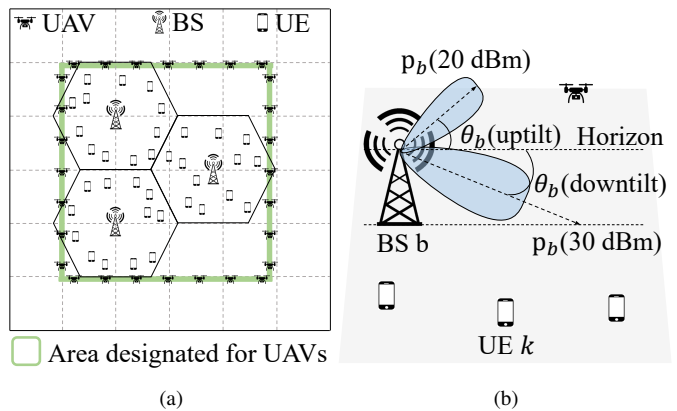 UAV BS UE
Area designated for UAVs
(a)
p_b(20 dBm)
θ_b(uptilt) Horizon
θ_b(downtilt)
BS b p_b(30 dBm)
UE k
(b)